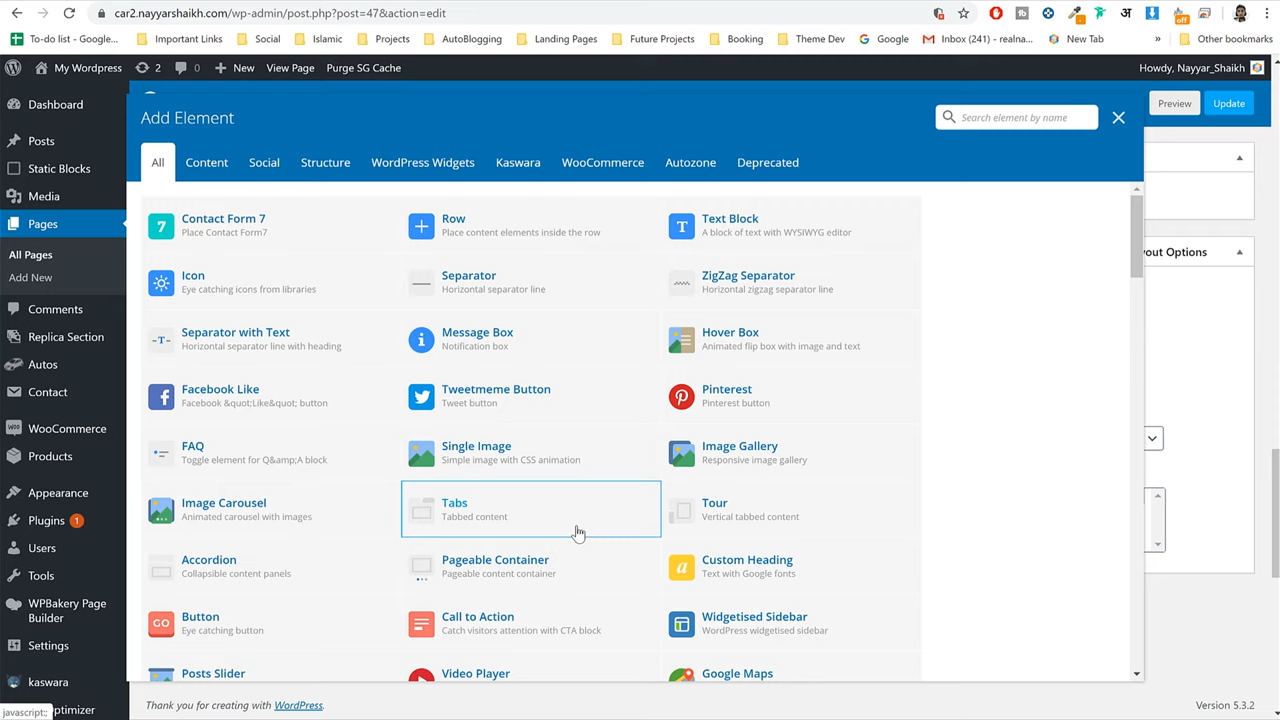 car2.nayyarshaikh.com/wp-admin/post.php?post=47&action=edit
off
To-do list - Google...
Important Links
Social
Islamic
Projects
AutoBlogging
Landing Pages
Future Projects
Booking
Theme Dev
Google
Inbox (241) - realna...
New Tab
»
Other bookmarks
My Wordpress
2
0
New
View Page
Purge SG Cache
Howdy, Nayyar_Shaikh
Dashboard
Posts
Static Blocks
Media
Pages
All Pages
Add New
Comments
Replica Section
Autos
Contact
WooCommerce
Products
Appearance
Plugins 1
Users
Tools
WPBakery Page
Builder
Settings
kaswara
optimizer
javascript:;
Add Element
Search element by name
Preview
Update
All
Content
Social
Structure
WordPress Widgets
Kaswara
WooCommerce
Autozone
Deprecated
7
Contact Form 7
Place Contact Form7
Row
Place content elements inside the row
T
Text Block
A block of text with WYSIWYG editor
Icon
Eye catching icons from libraries
Separator
Horizontal separator line
ZigZag Separator
Horizontal zigzag separator line
-T-
Separator with Text
Horizontal separator line with heading
Message Box
Notification box
Hover Box
Animated flip box with image and text
Facebook Like
Facebook &quot;Like&quot; button
Tweetmeme Button
Tweet button
Pinterest
Pinterest button
FAQ
Toggle element for Q&amp;A block
Single Image
Simple image with CSS animation
Image Gallery
Responsive image gallery
Image Carousel
Animated carousel with images
Tabs
Tabbed content
Tour
Vertical tabbed content
Accordion
Collapsible content panels
Pageable Container
Pageable content container
a
Custom Heading
Text with Google fonts
GO
Button
Eye catching button
Call to Action
Catch visitors attention with CTA block
Widgetised Sidebar
WordPress widgetised sidebar
Posts Slider
Video Player
Google Maps
out Options
Thank you for creating with WordPress.
Version 5.3.2